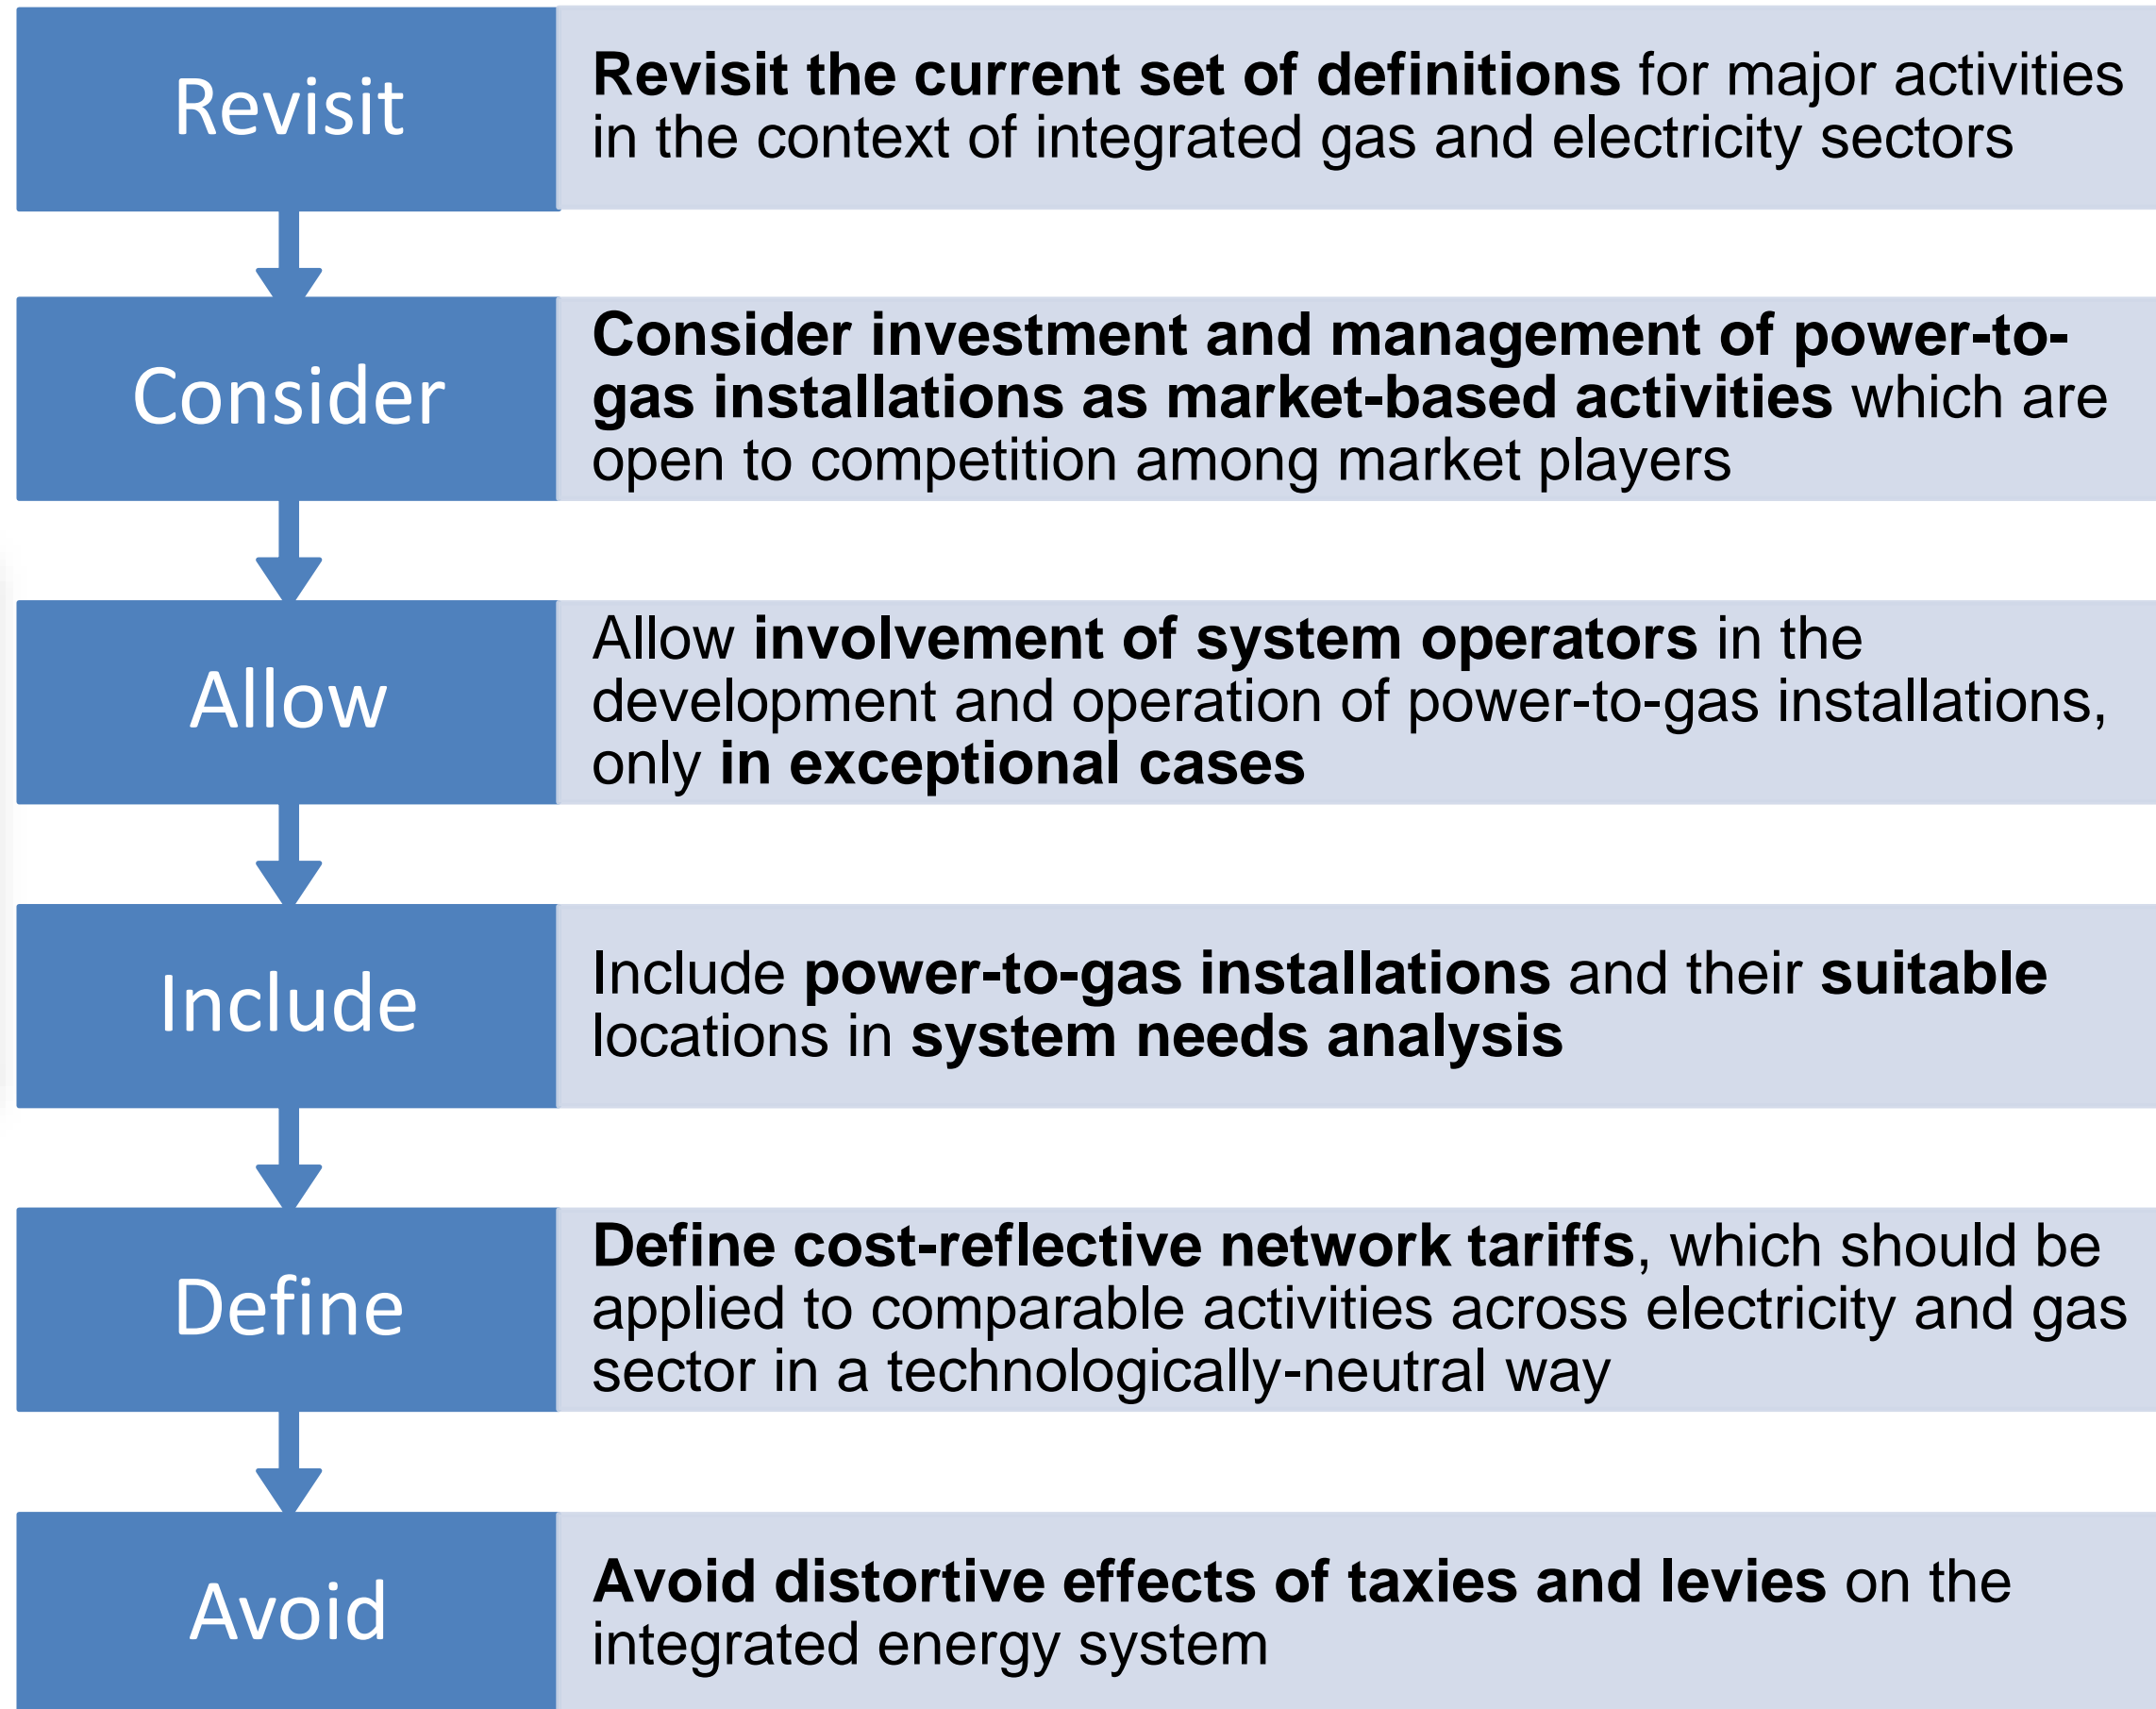 Revisit
Revisit the current set of definitions for major activities
in the context of integrated gas and electricity sectors
Consider
Consider investment and management of power-to-
gas installations as market-based activities which are
open to competition among market players
Allow
Allow involvement of system operators in the
development and operation of power-to-gas installations,
only in exceptional cases
Include
Include power-to-gas installations and their suitable
locations in system needs analysis
Define
Define cost-reflective network tariffs, which should be
applied to comparable activities across electricity and gas
sector in a technologically-neutral way
Avoid
Avoid distortive effects of taxies and levies on the
integrated energy system